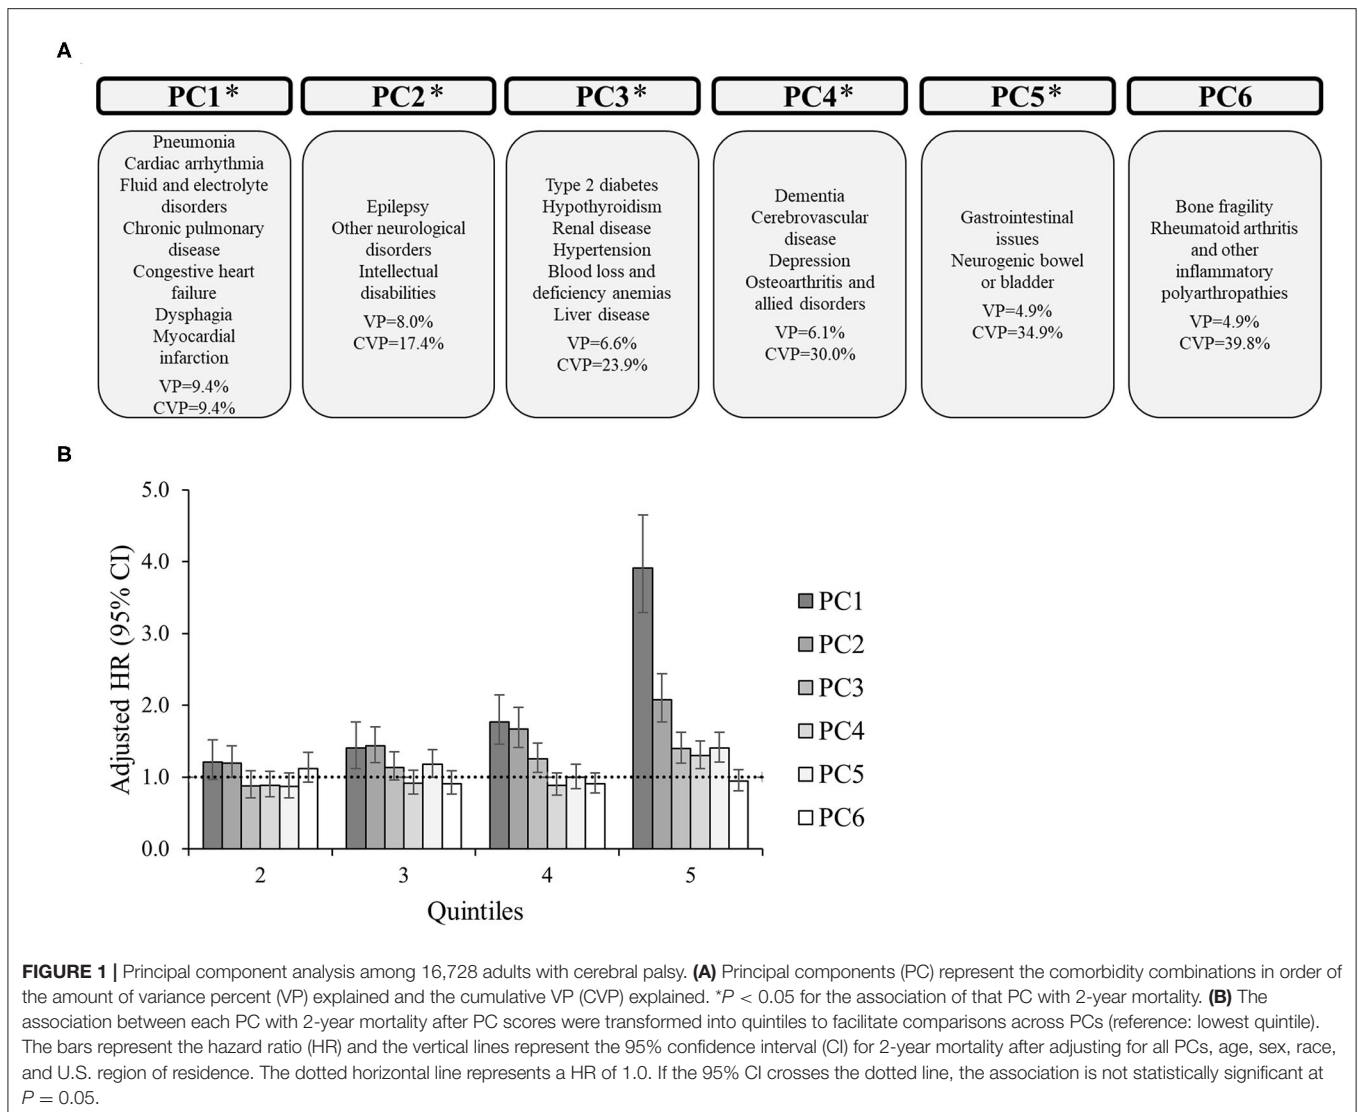 A
PC1*
PC2*
PC3*
PC4*
PC5*
PC6
Pneumonia
Cardiac arrhythmia
Fluid and electrolyte
disorders
Chronic pulmonary
disease
Congestive heart
failure
Dysphagia
Myocardial
infarction
VP=9.4%
CVP=9.4%
Epilepsy
Other neurological
disorders
Intellectual
disabilities
VP=8.0%
CVP=17.4%
Type 2 diabetes
Hypothyroidism
Renal disease
Hypertension
Blood loss and
deficiency anemias
Liver disease
VP=6.6%
CVP=23.9%
Dementia
Cerebrovascular
disease
Depression
Osteoarthritis and
allied disorders
VP=6.1%
CVP=30.0%
Gastrointestinal
issues
Neurogenic bowel
or bladder
VP=4.9%
CVP=34.9%
Bone fragility
Rheumatoid arthritis
and other
inflammatory
polyarthropathies
VP=4.9%
CVP=39.8%
B
Adjusted HR (95% CI)
5.0
4.0
3.0
2.0
1.0
0.0
2
3
4
5
Quintiles
PC1
PC2
PC3
PC4
PC5
PC6
FIGURE 1 | Principal component analysis among 16,728 adults with cerebral palsy. (A) Principal components (PC) represent the comorbidity combinations in order of
the amount of variance percent (VP) explained and the cumulative VP (CVP) explained. *P < 0.05 for the association of that PC with 2-year mortality. (B) The
association between each PC with 2-year mortality after PC scores were transformed into quintiles to facilitate comparisons across PCs (reference: lowest quintile).
The bars represent the hazard ratio (HR) and the vertical lines represent the 95% confidence interval (CI) for 2-year mortality after adjusting for all PCs, age, sex, race,
and U.S. region of residence. The dotted horizontal line represents a HR of 1.0. If the 95% CI crosses the dotted line, the association is not statistically significant at
P = 0.05.